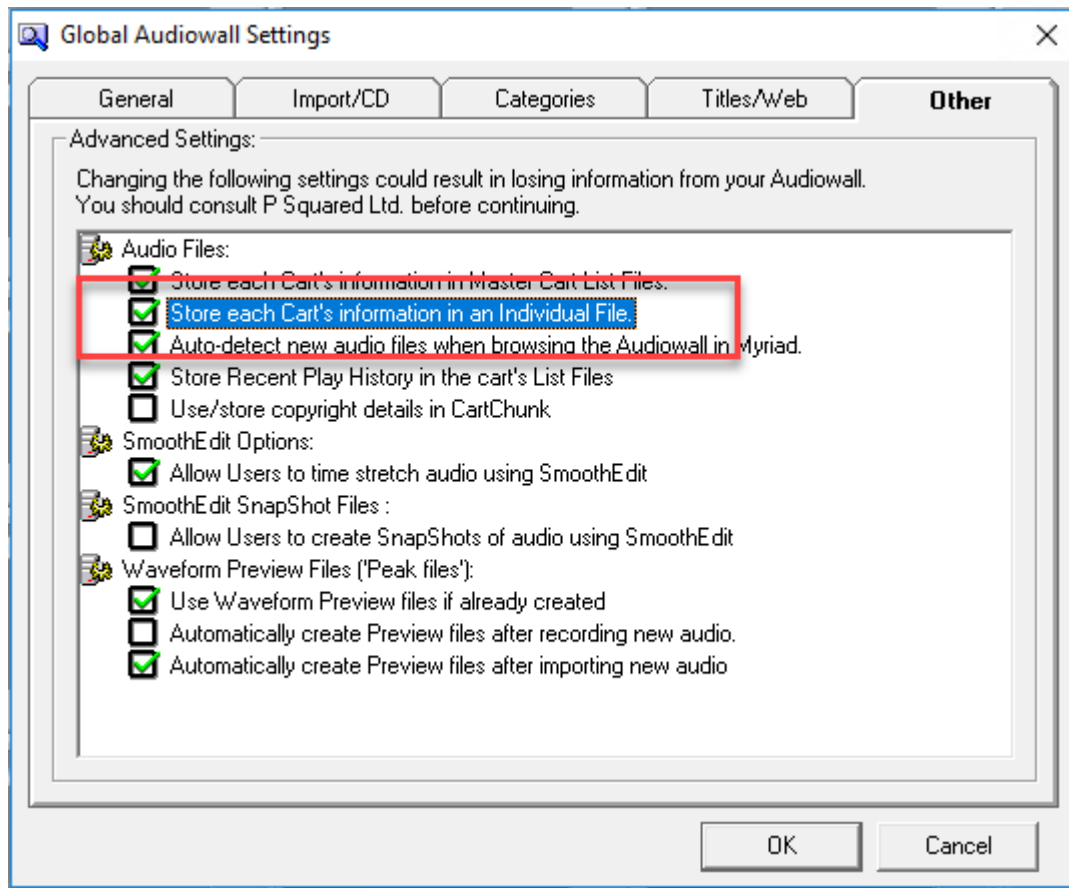 Global Audiowall Settings
General Import/CD Categories Titles/Web Other
Advanced Settings:
Changing the following settings could result in losing information from your Audiowall.
You should consult P Squared Ltd. before continuing.
Audio Files:
Store each Cart's information in Master Cart List Files.
Store each Cart's information in an Individual File.
Auto-detect new audio files when browsing the Audiowall in Myriad.
Store Recent Play History in the cart's List Files
Use/store copyright details in CartChunk
SmoothEdit Options:
Allow Users to time stretch audio using SmoothEdit
SmoothEdit SnapShot Files :
Allow Users to create SnapShots of audio using SmoothEdit
Waveform Preview Files ('Peak files'):
Use Waveform Preview files if already created
Automatically create Preview files after recording new audio.
Automatically create Preview files after importing new audio
OK Cancel